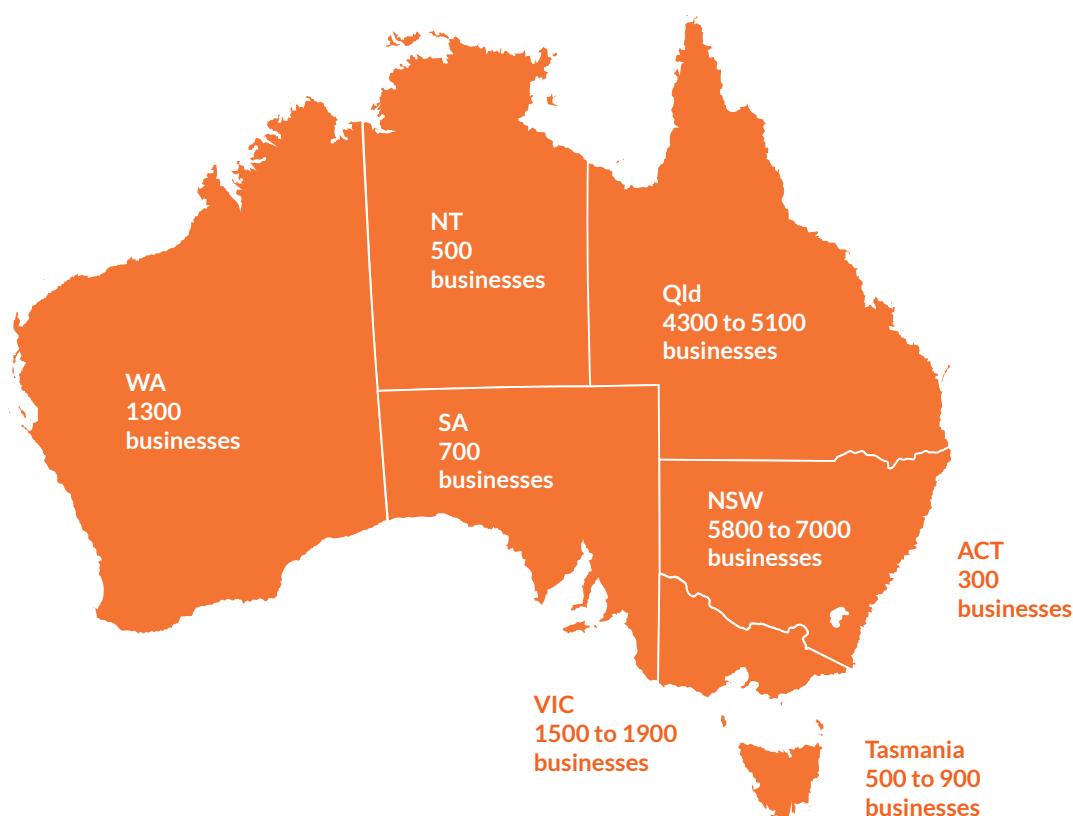 NT
500
businesses
Qld
4300 to 5100
businesses
WA
1300
businesses
SA
700
businesses
NSW
5800 to 7000
businesses
ACT
300
businesses
VIC
1500 to 1900
businesses
Tasmania
500 to 900
businesses